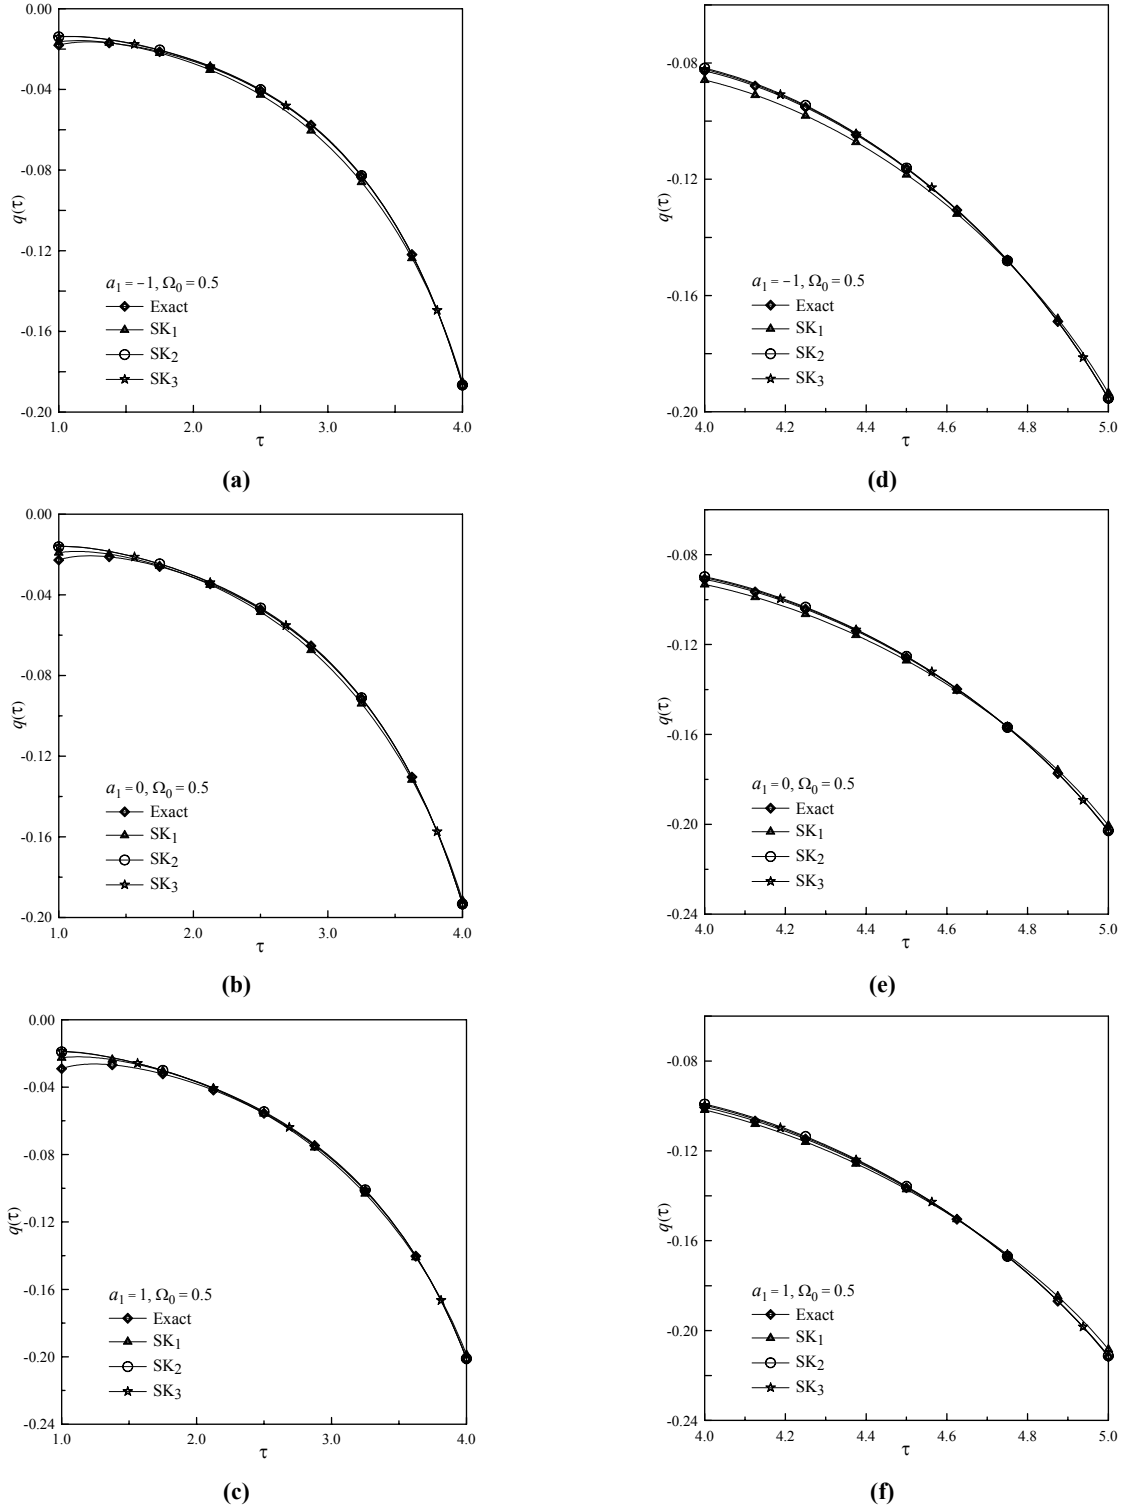 0.00
-0.04
-0.08
-0.12
-0.16
-0.20
q(τ)
a1 = −1, Ω0 = 0.5
Exact
SK1
SK2
SK3
1.0 2.0 3.0 4.0
τ
(a)
-0.08
-0.12
-0.16
-0.20
q(τ)
a1 = −1, Ω0 = 0.5
Exact
SK1
SK2
SK3
4.0 4.2 4.4 4.6 4.8 5.0
τ
(d)
0.00
-0.04
-0.08
-0.12
-0.16
-0.20
q(τ)
a1 = 0, Ω0 = 0.5
Exact
SK1
SK2
SK3
1.0 2.0 3.0 4.0
τ
(b)
-0.08
-0.12
-0.16
-0.20
-0.24
q(τ)
a1 = 0, Ω0 = 0.5
Exact
SK1
SK2
SK3
4.0 4.2 4.4 4.6 4.8 5.0
τ
(e)
0.00
-0.04
-0.08
-0.12
-0.16
-0.20
-0.24
q(τ)
a1 = 1, Ω0 = 0.5
Exact
SK1
SK2
SK3
1.0 2.0 3.0 4.0
τ
(c)
-0.08
-0.12
-0.16
-0.20
-0.24
q(τ)
a1 = 1, Ω0 = 0.5
Exact
SK1
SK2
SK3
4.0 4.2 4.4 4.6 4.8 5.0
τ
(f)